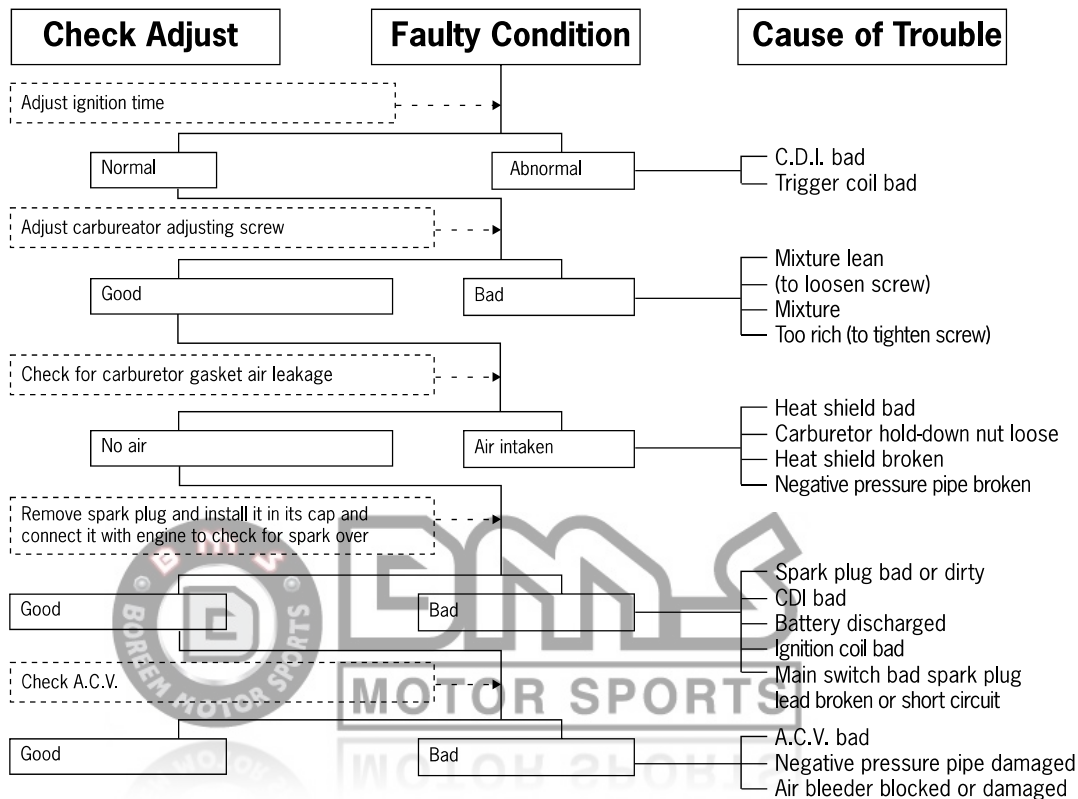 Check Adjust
Faulty Condition
Cause of Trouble
Adjust ignition time
Normal
Abnormal
C.D.I. bad
Trigger coil bad
Adjust carbureator adjusting screw
Good
Bad
Mixture lean
(to loosen screw)
Mixture
Too rich (to tighten screw)
Check for carburetor gasket air leakage
No air
Air intaken
Heat shield bad
Carburetor hold-down nut loose
Heat shield broken
Negative pressure pipe broken
Remove spark plug and install it in its cap and
connect it with engine to check for spark over
Good
Bad
Spark plug bad or dirty
CDI bad
Battery discharged
Ignition coil bad
Main switch bad spark plug
lead broken or short circuit
Check A.C.V.
Good
Bad
A.C.V. bad
Negative pressure pipe damaged
Air bleeder blocked or damaged
BMS
BOREEM MOTOR SPORTS
BMS
MOTOR SPORTS